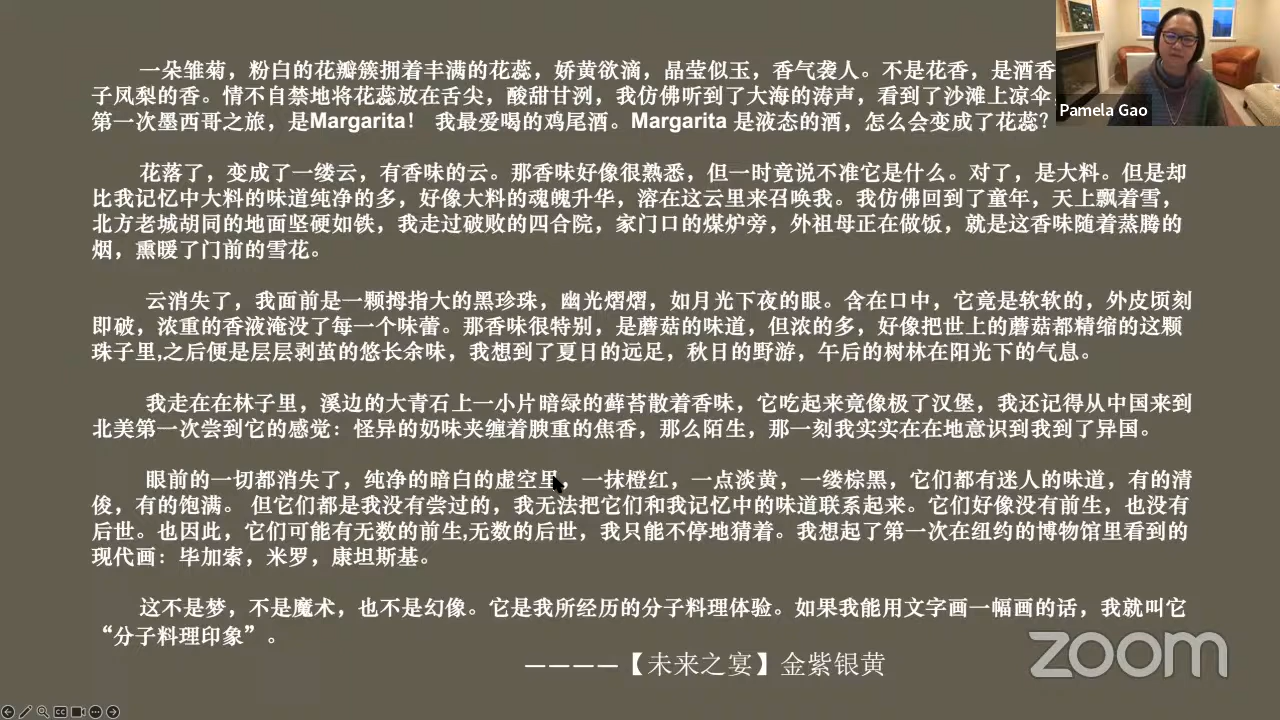 一朵雏菊，粉白的花瓣簇拥着丰满的花蕊，娇黄欲滴，晶莹似玉，香气袭人。不是花香，是酒香
子凤梨的香。情不自禁地将花蕊放在舌尖，酸甜甘洌，我仿佛听到了大海的涛声，看到了沙滩上凉伞
第一次墨西哥之旅，是Margarita！ 我最爱喝的鸡尾酒。Margarita 是液态的酒，怎么会变成了花蕊？
Pamela Gao
花落了，变成了一缕云，有香味的云。那香味好像很熟悉，但一时竟说不准它是什么。对了，是大料。但是却
比我记忆中大料的味道纯净的多，好像大料的魂魄升华，溶在这云里来召唤我。我仿佛回到了童年，天上飘着雪，
北方老城胡同的地面坚硬如铁，我走过破败的四合院，家门口的煤炉旁，外祖母正在做饭，就是这香味随着蒸腾的
烟，熏暖了门前的雪花。
云消失了，我面前是一颗拇指大的黑珍珠，幽光熠熠，如月光下夜的眼。含在口中，它竟是软软的，外皮顷刻
即破，浓重的香液淹没了每一个味蕾。那香味很特别，是蘑菇的味道，但浓的多，好像把世上的蘑菇都精缩的这颗
珠子里,之后便是层层剥茧的悠长余味，我想到了夏日的远足，秋日的野游，午后的树林在阳光下的气息。
我走在在林子里，溪边的大青石上一小片暗绿的藓苔散着香味，它吃起来竟像极了汉堡，我还记得从中国来到
北美第一次尝到它的感觉：怪异的奶味夹缠着腴重的焦香，那么陌生，那一刻我实实在在地意识到我到了异国。
眼前的一切都消失了，纯净的暗白的虚空里，一抹橙红，一点淡黄，一缕棕黑，它们都有迷人的味道，有的清
俊，有的饱满。 但它们都是我没有尝过的，我无法把它们和我记忆中的味道联系起来。它们好像没有前生，也没有
后世。也因此，它们可能有无数的前生,无数的后世，我只能不停地猜着。我想起了第一次在纽约的博物馆里看到的
现代画：毕加索，米罗，康坦斯基。
这不是梦，不是魔术，也不是幻像。它是我所经历的分子料理体验。如果我能用文字画一幅画的话，我就叫它
“分子料理印象”。
————【未来之宴】金紫银黄
zoom